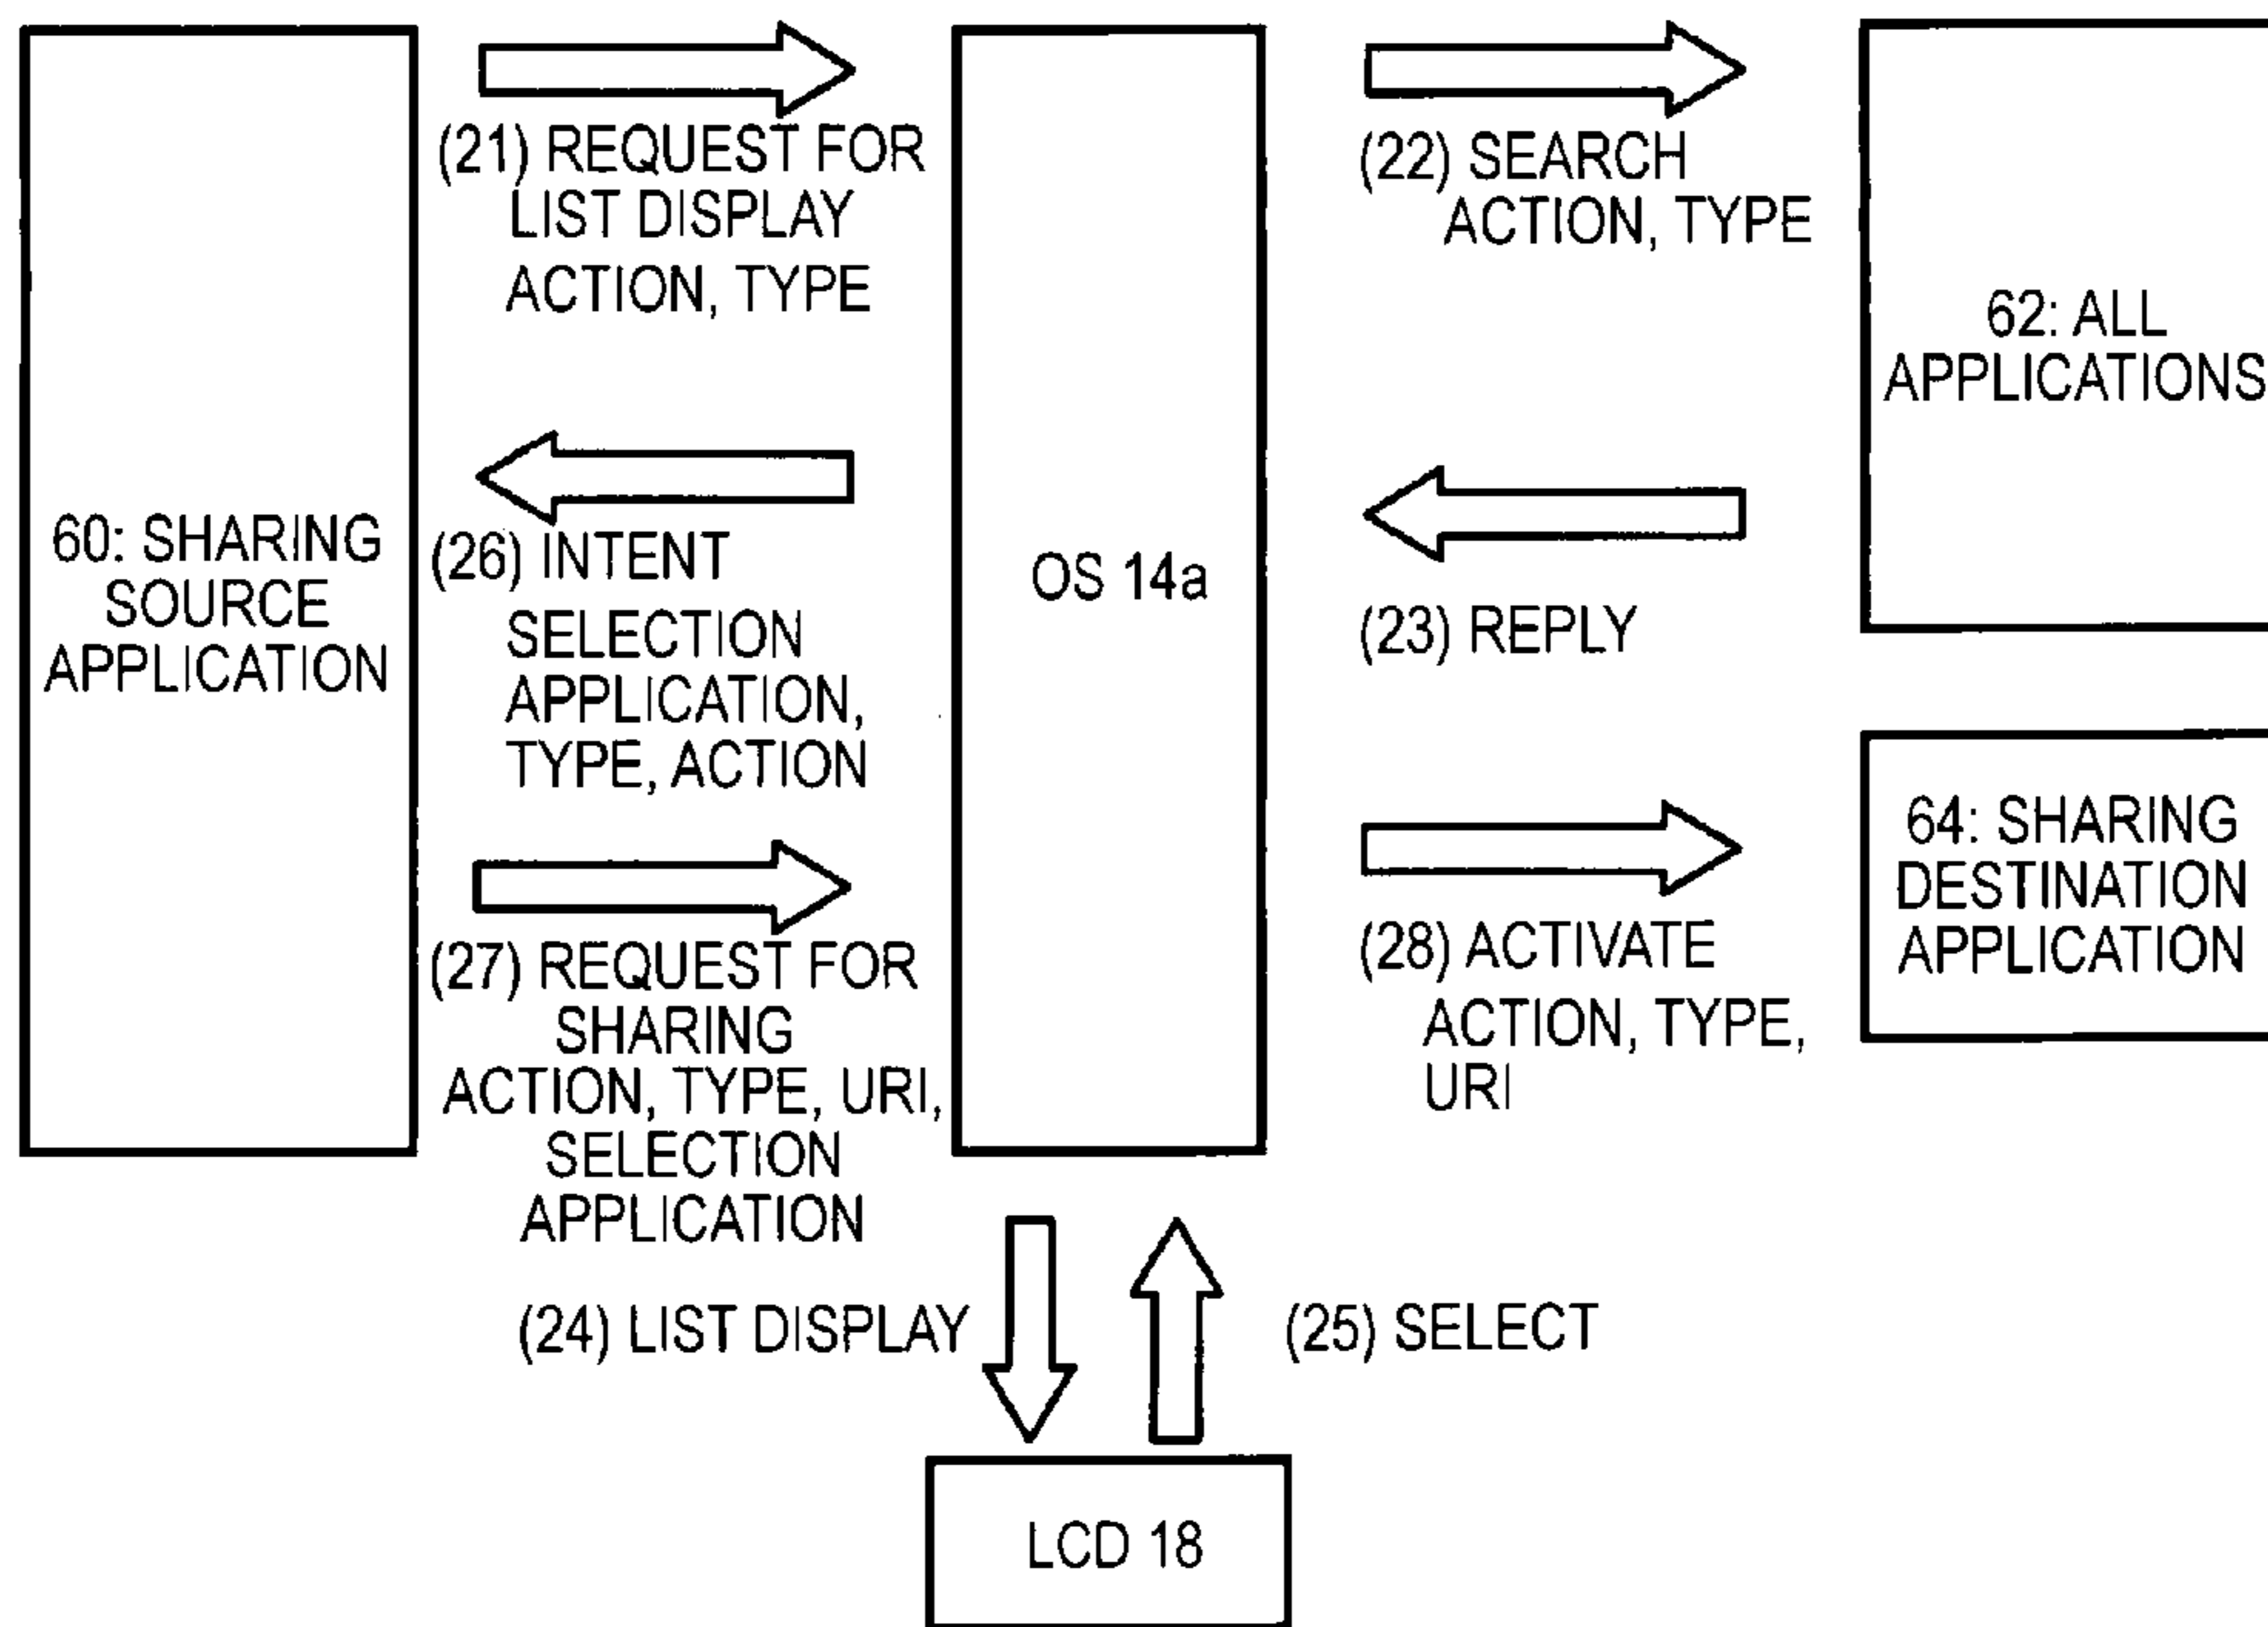 (21) REQUEST FOR
LIST DISPLAY
ACTION, TYPE
(22) SEARCH
ACTION, TYPE
62: ALL
APPLICATIONS
60: SHARING
SOURCE
APPLICATION
(26) INTENT
SELECTION
APPLICATION,
TYPE, ACTION
OS 14a
(23) REPLY
(27) REQUEST FOR
SHARING
ACTION, TYPE, URI,
SELECTION
APPLICATION
(28) ACTIVATE
ACTION, TYPE,
URI
64: SHARING
DESTINATION
APPLICATION
(24) LIST DISPLAY
(25) SELECT
LCD 18